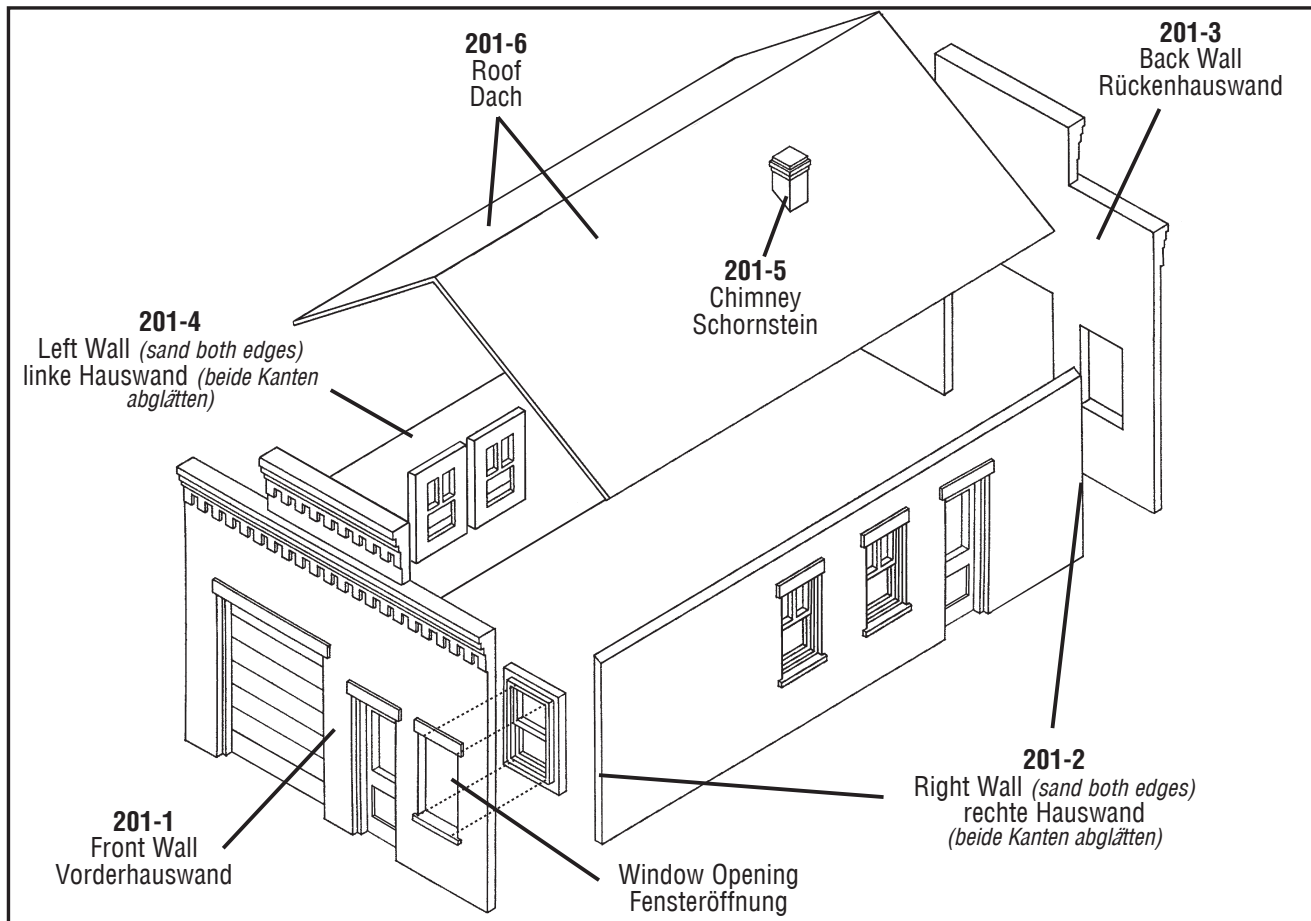 201-6
Roof
Dach
201-3
Back Wall
Rückenhauswand
201-5
Chimney
Schornstein
201-4
Left Wall (sand both edges)
linke Hauswand (beide Kanten
abglätten)
201-2
Right Wall (sand both edges)
rechte Hauswand
(beide Kanten abglätten)
201-1
Front Wall
Vorderhauswand
Window Opening
Fensteröffnung